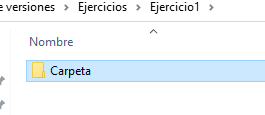 e versiones > Ejercicios > Ejercicio1 >
Nombre
Carpeta